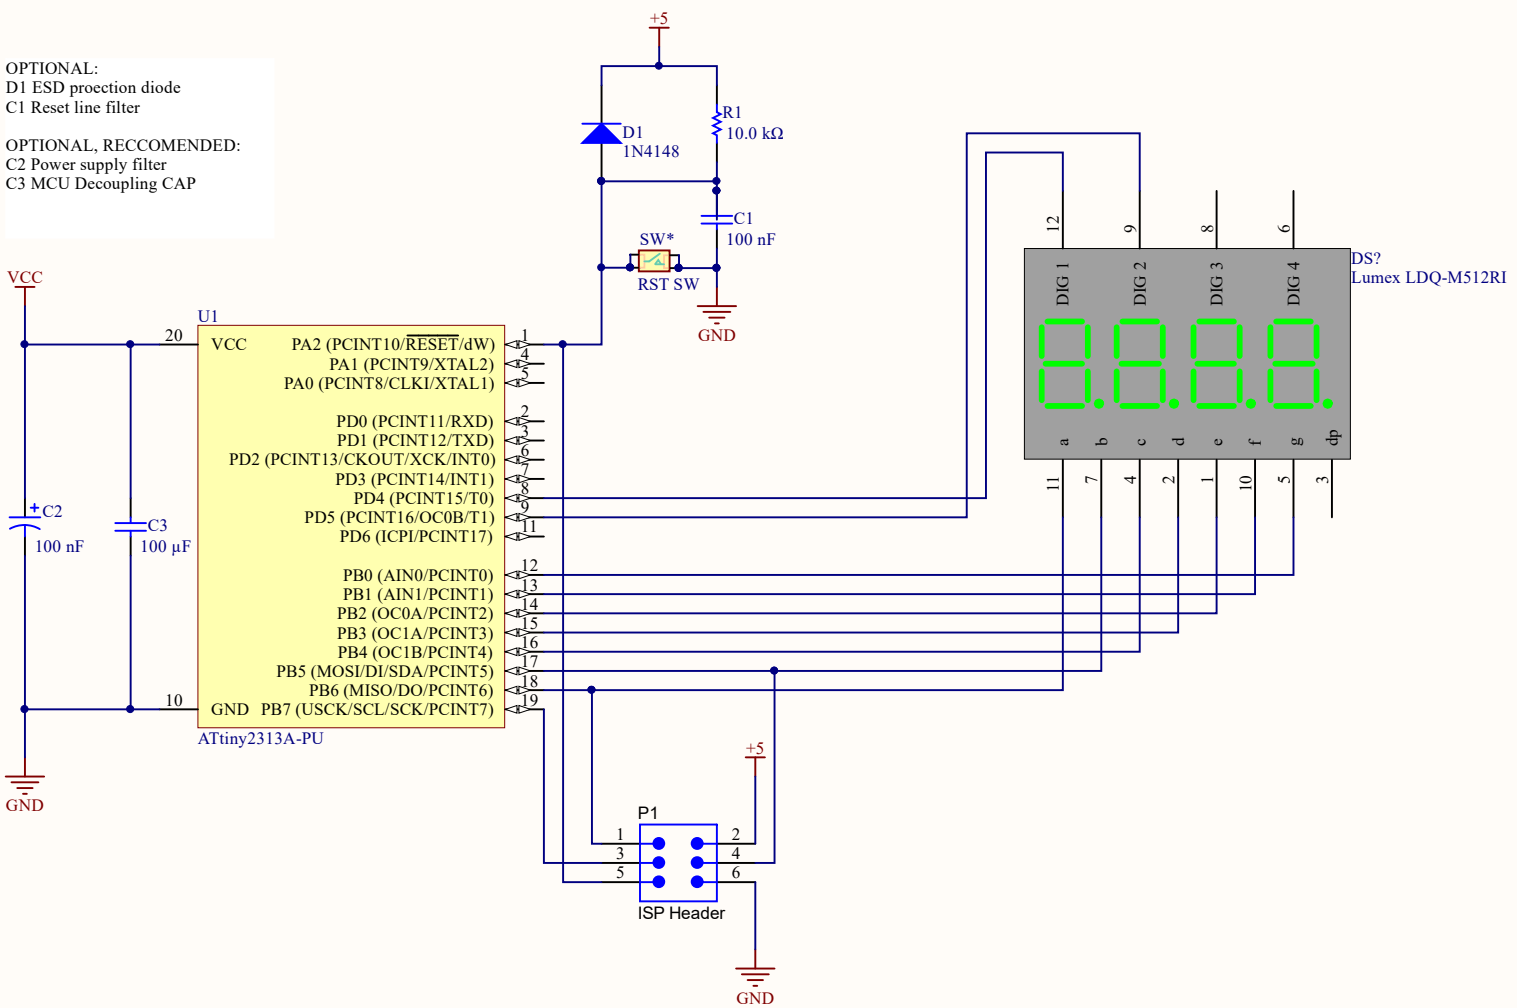 +5
OPTIONAL:
D1 ESD proection diode
C1 Reset line filter
OPTIONAL, RECCOMENDED:
C2 Power supply filter
C3 MCU Decoupling CAP
R1
10.0 kΩ
D1
1N4148
C1
100 nF
SW*
RST SW
GND
12
9
8
6
DIG 1
DIG 2
DIG 3
DIG 4
DS?
Lumex LDQ-M512RI
a
b
c
d
e
f
g
dp
11
7
4
2
1
10
5
3
VCC
U1
20
VCC
PA2 (PCINT10/RESET/dW)
1
PA1 (PCINT9/XTAL2)
4
PA0 (PCINT8/CLKI/XTAL1)
5
PD0 (PCINT11/RXD)
2
PD1 (PCINT12/TXD)
3
PD2 (PCINT13/CKOUT/XCK/INT0)
6
PD3 (PCINT14/INT1)
7
PD4 (PCINT15/T0)
8
PD5 (PCINT16/OC0B/T1)
9
PD6 (ICPI/PCINT17)
11
+
C2
100 nF
C3
100 µF
PB0 (AIN0/PCINT0)
12
PB1 (AIN1/PCINT1)
13
PB2 (OC0A/PCINT2)
14
PB3 (OC1A/PCINT3)
15
PB4 (OC1B/PCINT4)
16
PB5 (MOSI/DI/SDA/PCINT5)
17
PB6 (MISO/DO/PCINT6)
18
10
GND
PB7 (USCK/SCL/SCK/PCINT7)
19
ATtiny2313A-PU
GND
+5
P1
1
2
3
4
5
6
ISP Header
GND